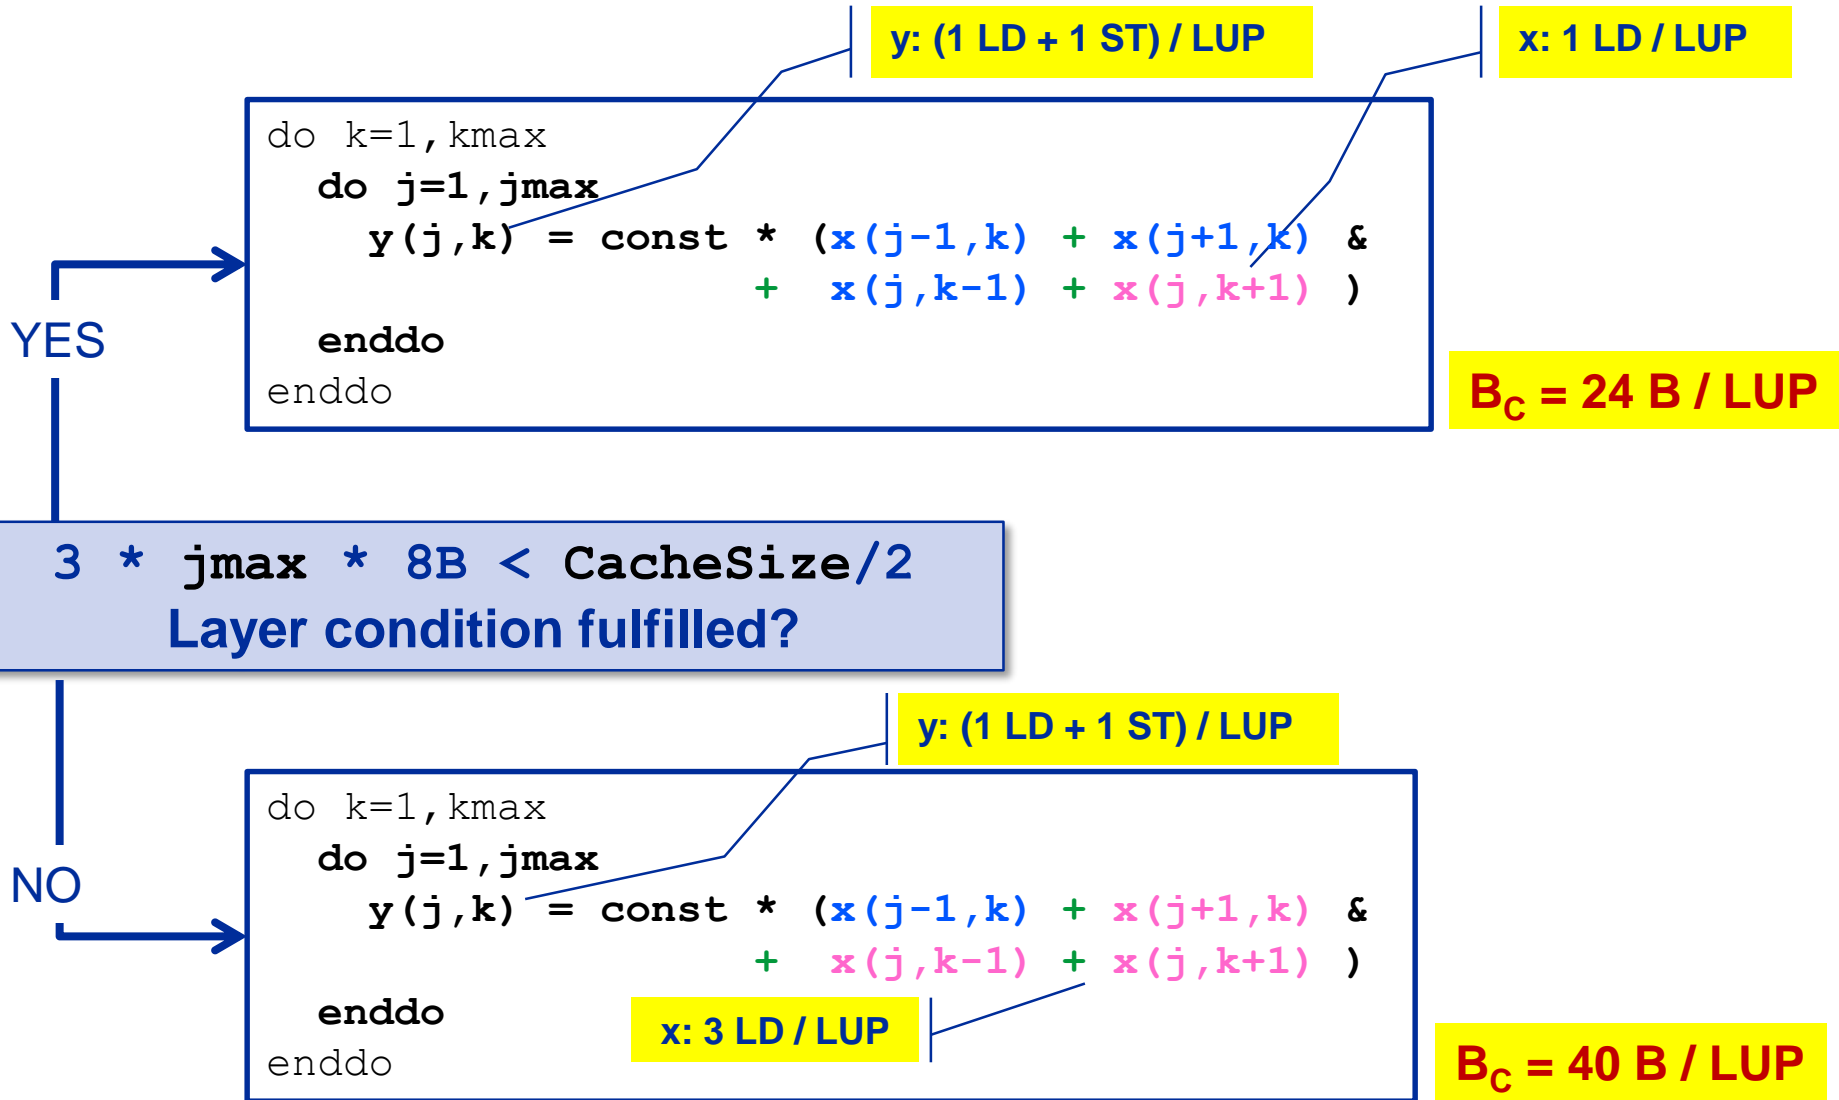 y: (1 LD + 1 ST) / LUP
x: 1 LD / LUP
do k=1,kmax
do j=1,jmax
y(j,k) = const * (x(j-1,k) + x(j+1,k) &
+ x(j,k-1) + x(j,k+1) )
enddo
enddo
YES
B_C = 24 B / LUP
3 * jmax * 8B < CacheSize/2
Layer condition fulfilled?
y: (1 LD + 1 ST) / LUP
do k=1,kmax
do j=1,jmax
NO
y(j,k) = const * (x(j-1,k) + x(j+1,k) &
+ x(j,k-1) + x(j,k+1) )
enddo
x: 3 LD / LUP
enddo
B_C = 40 B / LUP